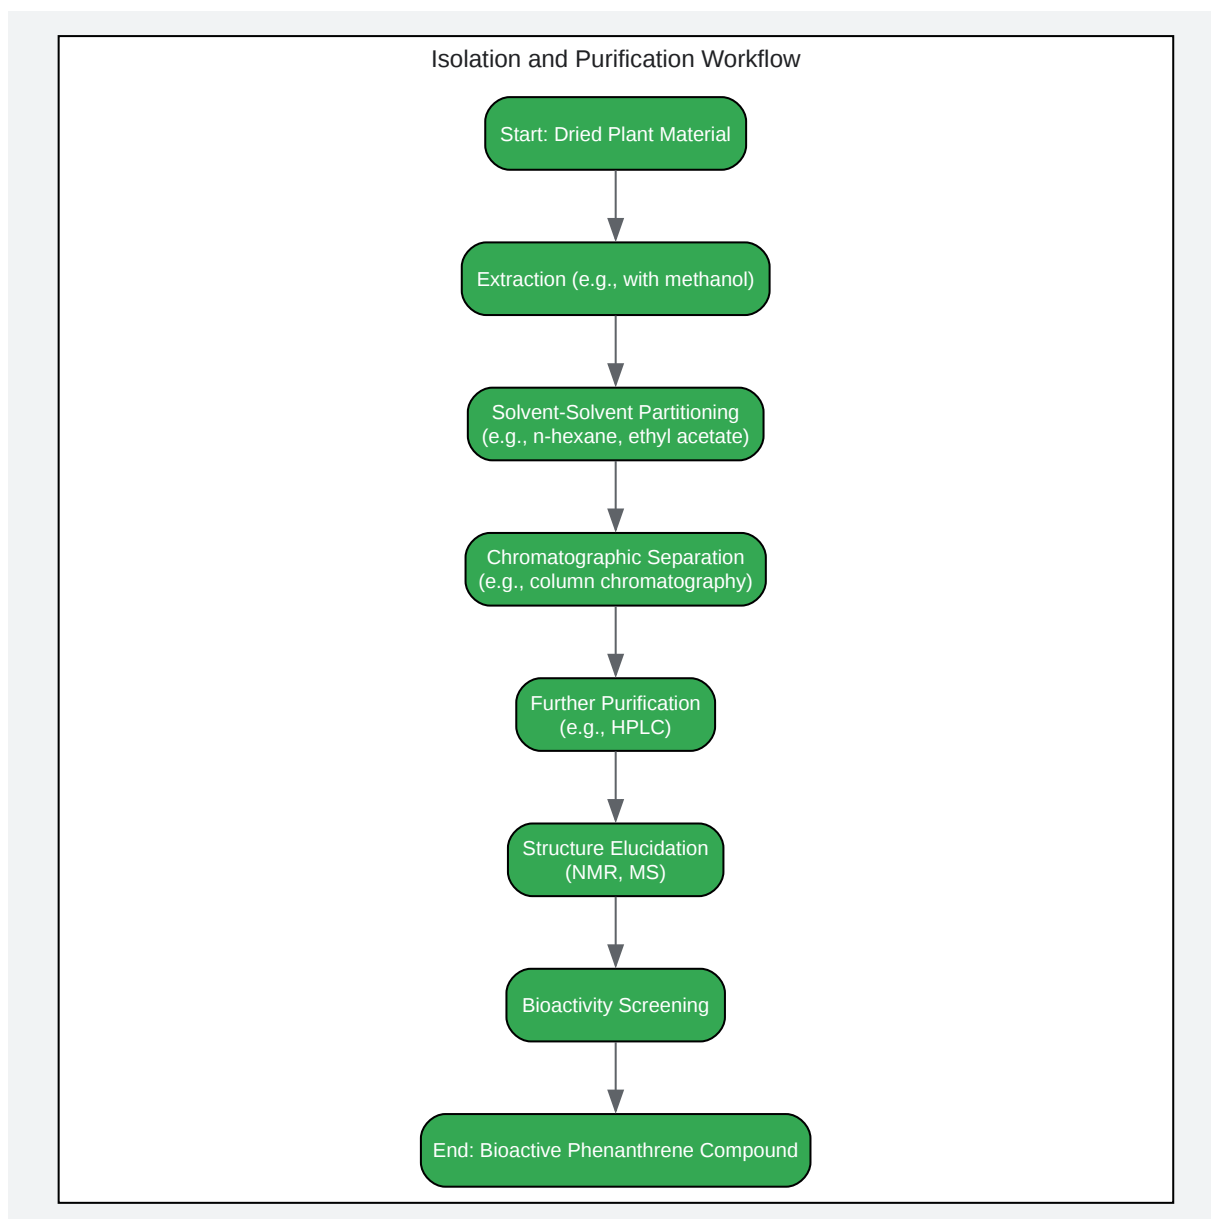 Isolation and Purification Workflow
Start: Dried Plant Material
Extraction (e.g., with methanol)
Solvent-Solvent Partitioning
(e.g., n-hexane, ethyl acetate)
Chromatographic Separation
(e.g., column chromatography)
Further Purification
(e.g., HPLC)
Structure Elucidation
(NMR, MS)
Bioactivity Screening
End: Bioactive Phenanthrene Compound